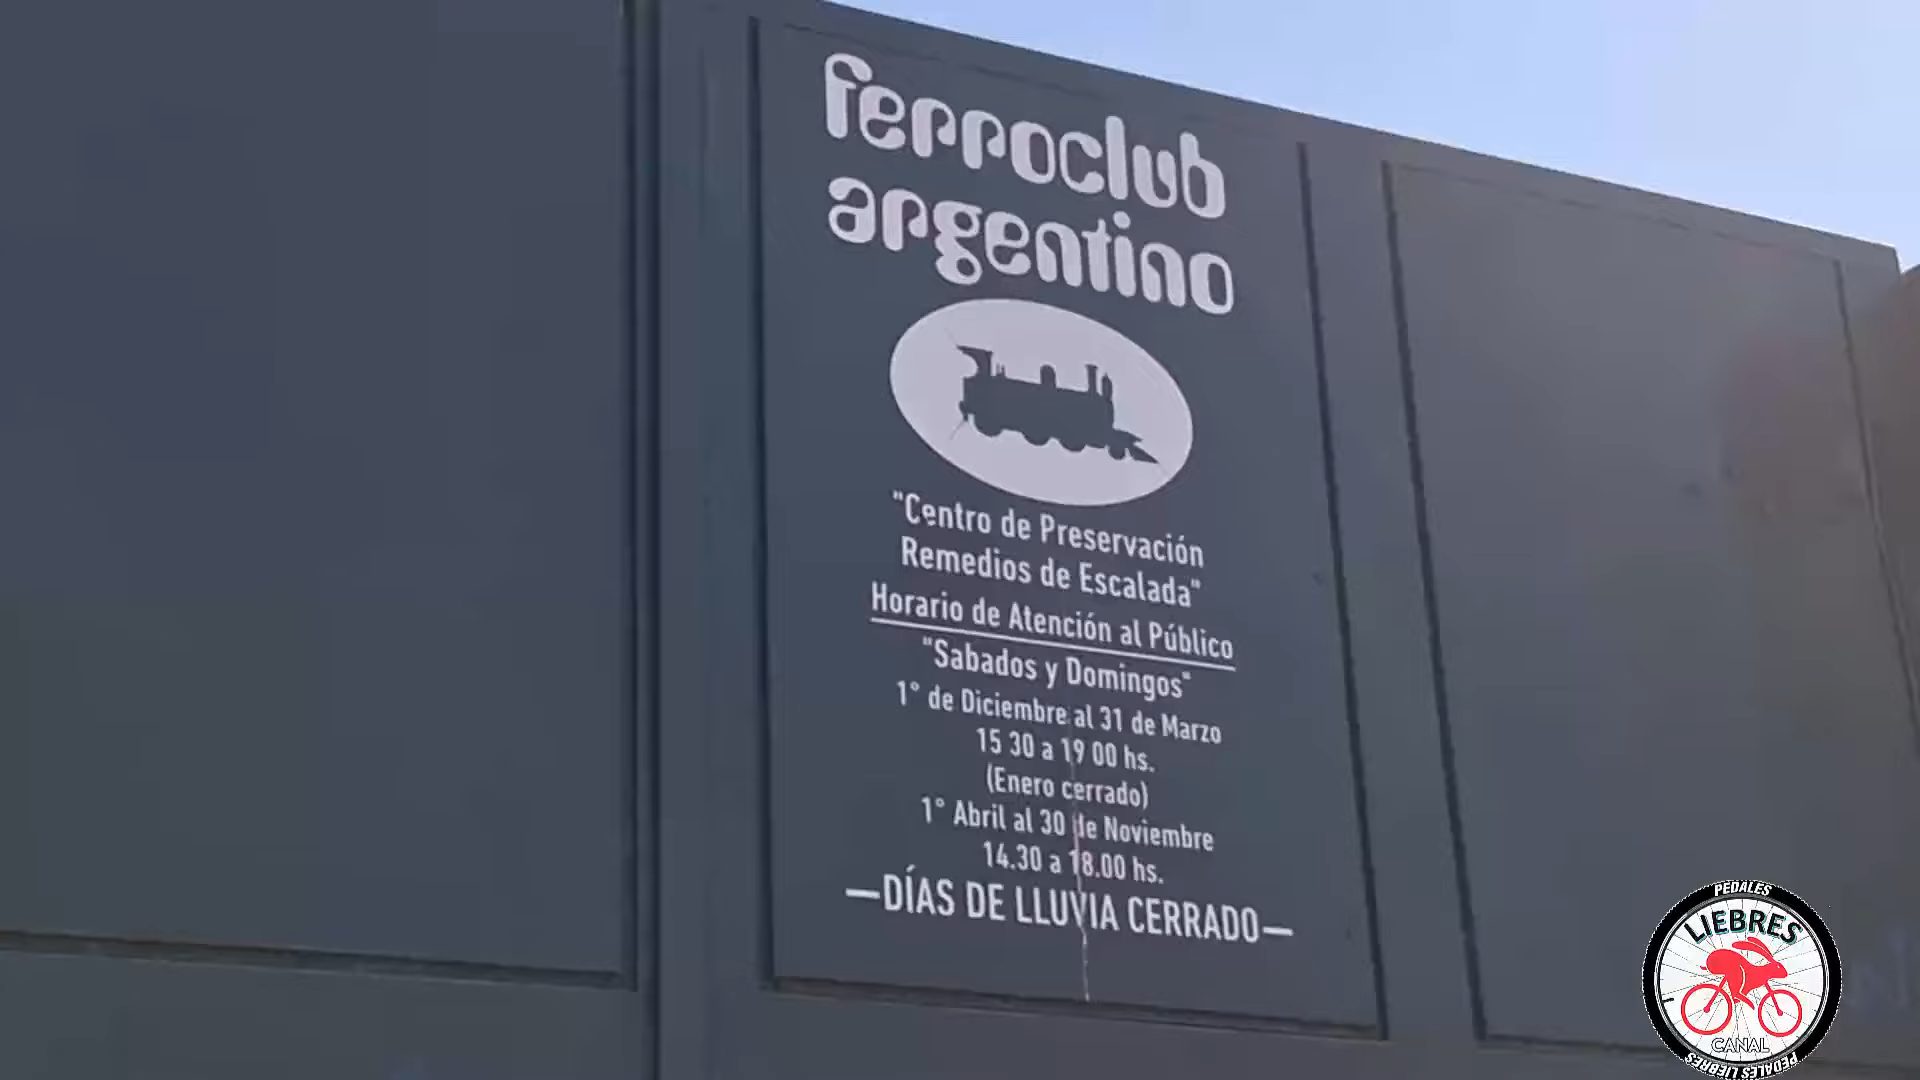 ferroclub
argentino
"Centro de Preservación
Remedios de Escalada"
Horario de Atención al Público
"Sabados y Domingos"
1° de Diciembre al 31 de Marzo
15 30 a 19 00 hs.
(Enero cerrado)
1° Abril al 30 de Noviembre
14.30 a 18.00 hs.
—DÍAS DE LLUVIA CERRADO—
PEDALES
LIEBRES
CANAL
PEDALES LIEBRES